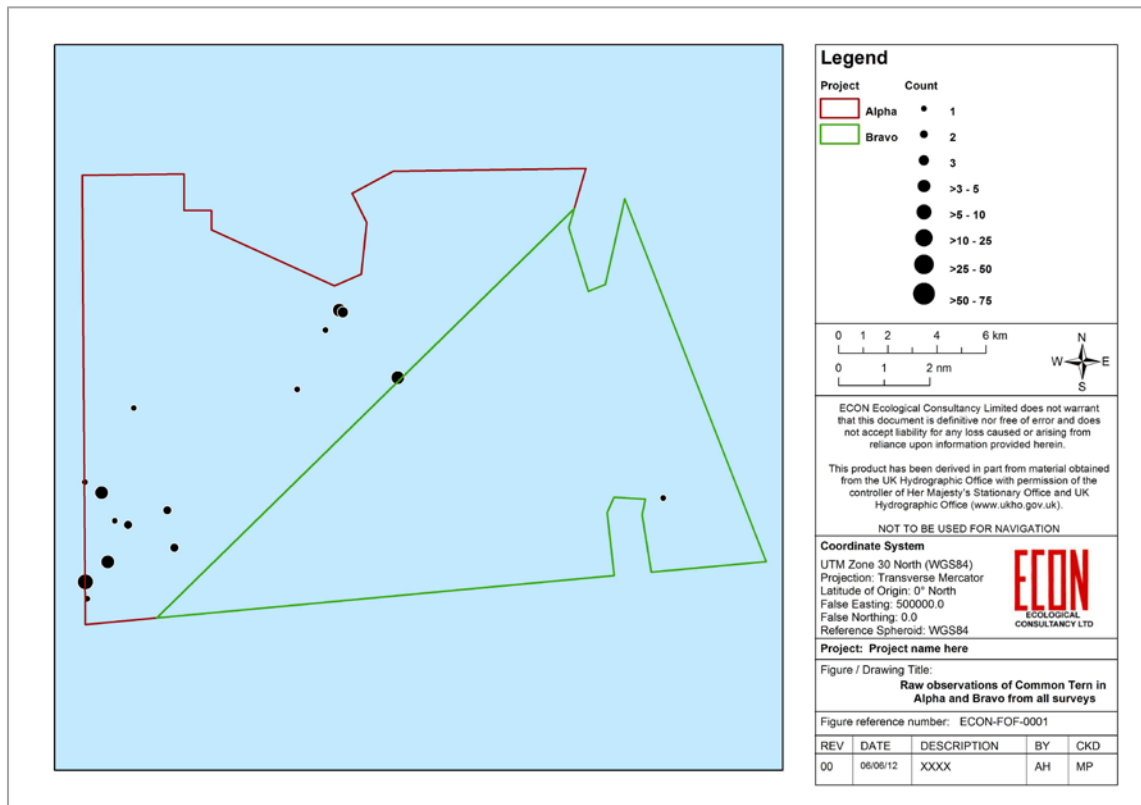 Legend
Project Count
Alpha
Bravo
1
2
3
>3 - 5
>5 - 10
>10 - 25
>25 - 50
>50 - 75
0 1 2 4 6 km
0 1 2 nm
N
W E
S
ECON Ecological Consultancy Limited does not warrant
that this document is definitive nor free of error and does
not accept liability for any loss caused or arising from
reliance upon information provided herein.
This product has been derived in part from material obtained
from the UK Hydrographic Office with permission of the
controller of Her Majesty's Stationary Office and UK
Hydrographic Office (www.ukho.gov.uk).
NOT TO BE USED FOR NAVIGATION
Coordinate System
UTM Zone 30 North (WGS84)
Projection: Transverse Mercator
Latitude of Origin: 0° North
False Easting: 500000.0
False Northing: 0.0
Reference Spheroid: WGS84
ECON
ECOLOGICAL
CONSULTANCY LTD
Project: Project name here
Figure / Drawing Title:
Raw observations of Common Tern in
Alpha and Bravo from all surveys
Figure reference number: ECON-FOF-0001
REV DATE DESCRIPTION BY CKD
00 06/06/12 XXXX AH MP